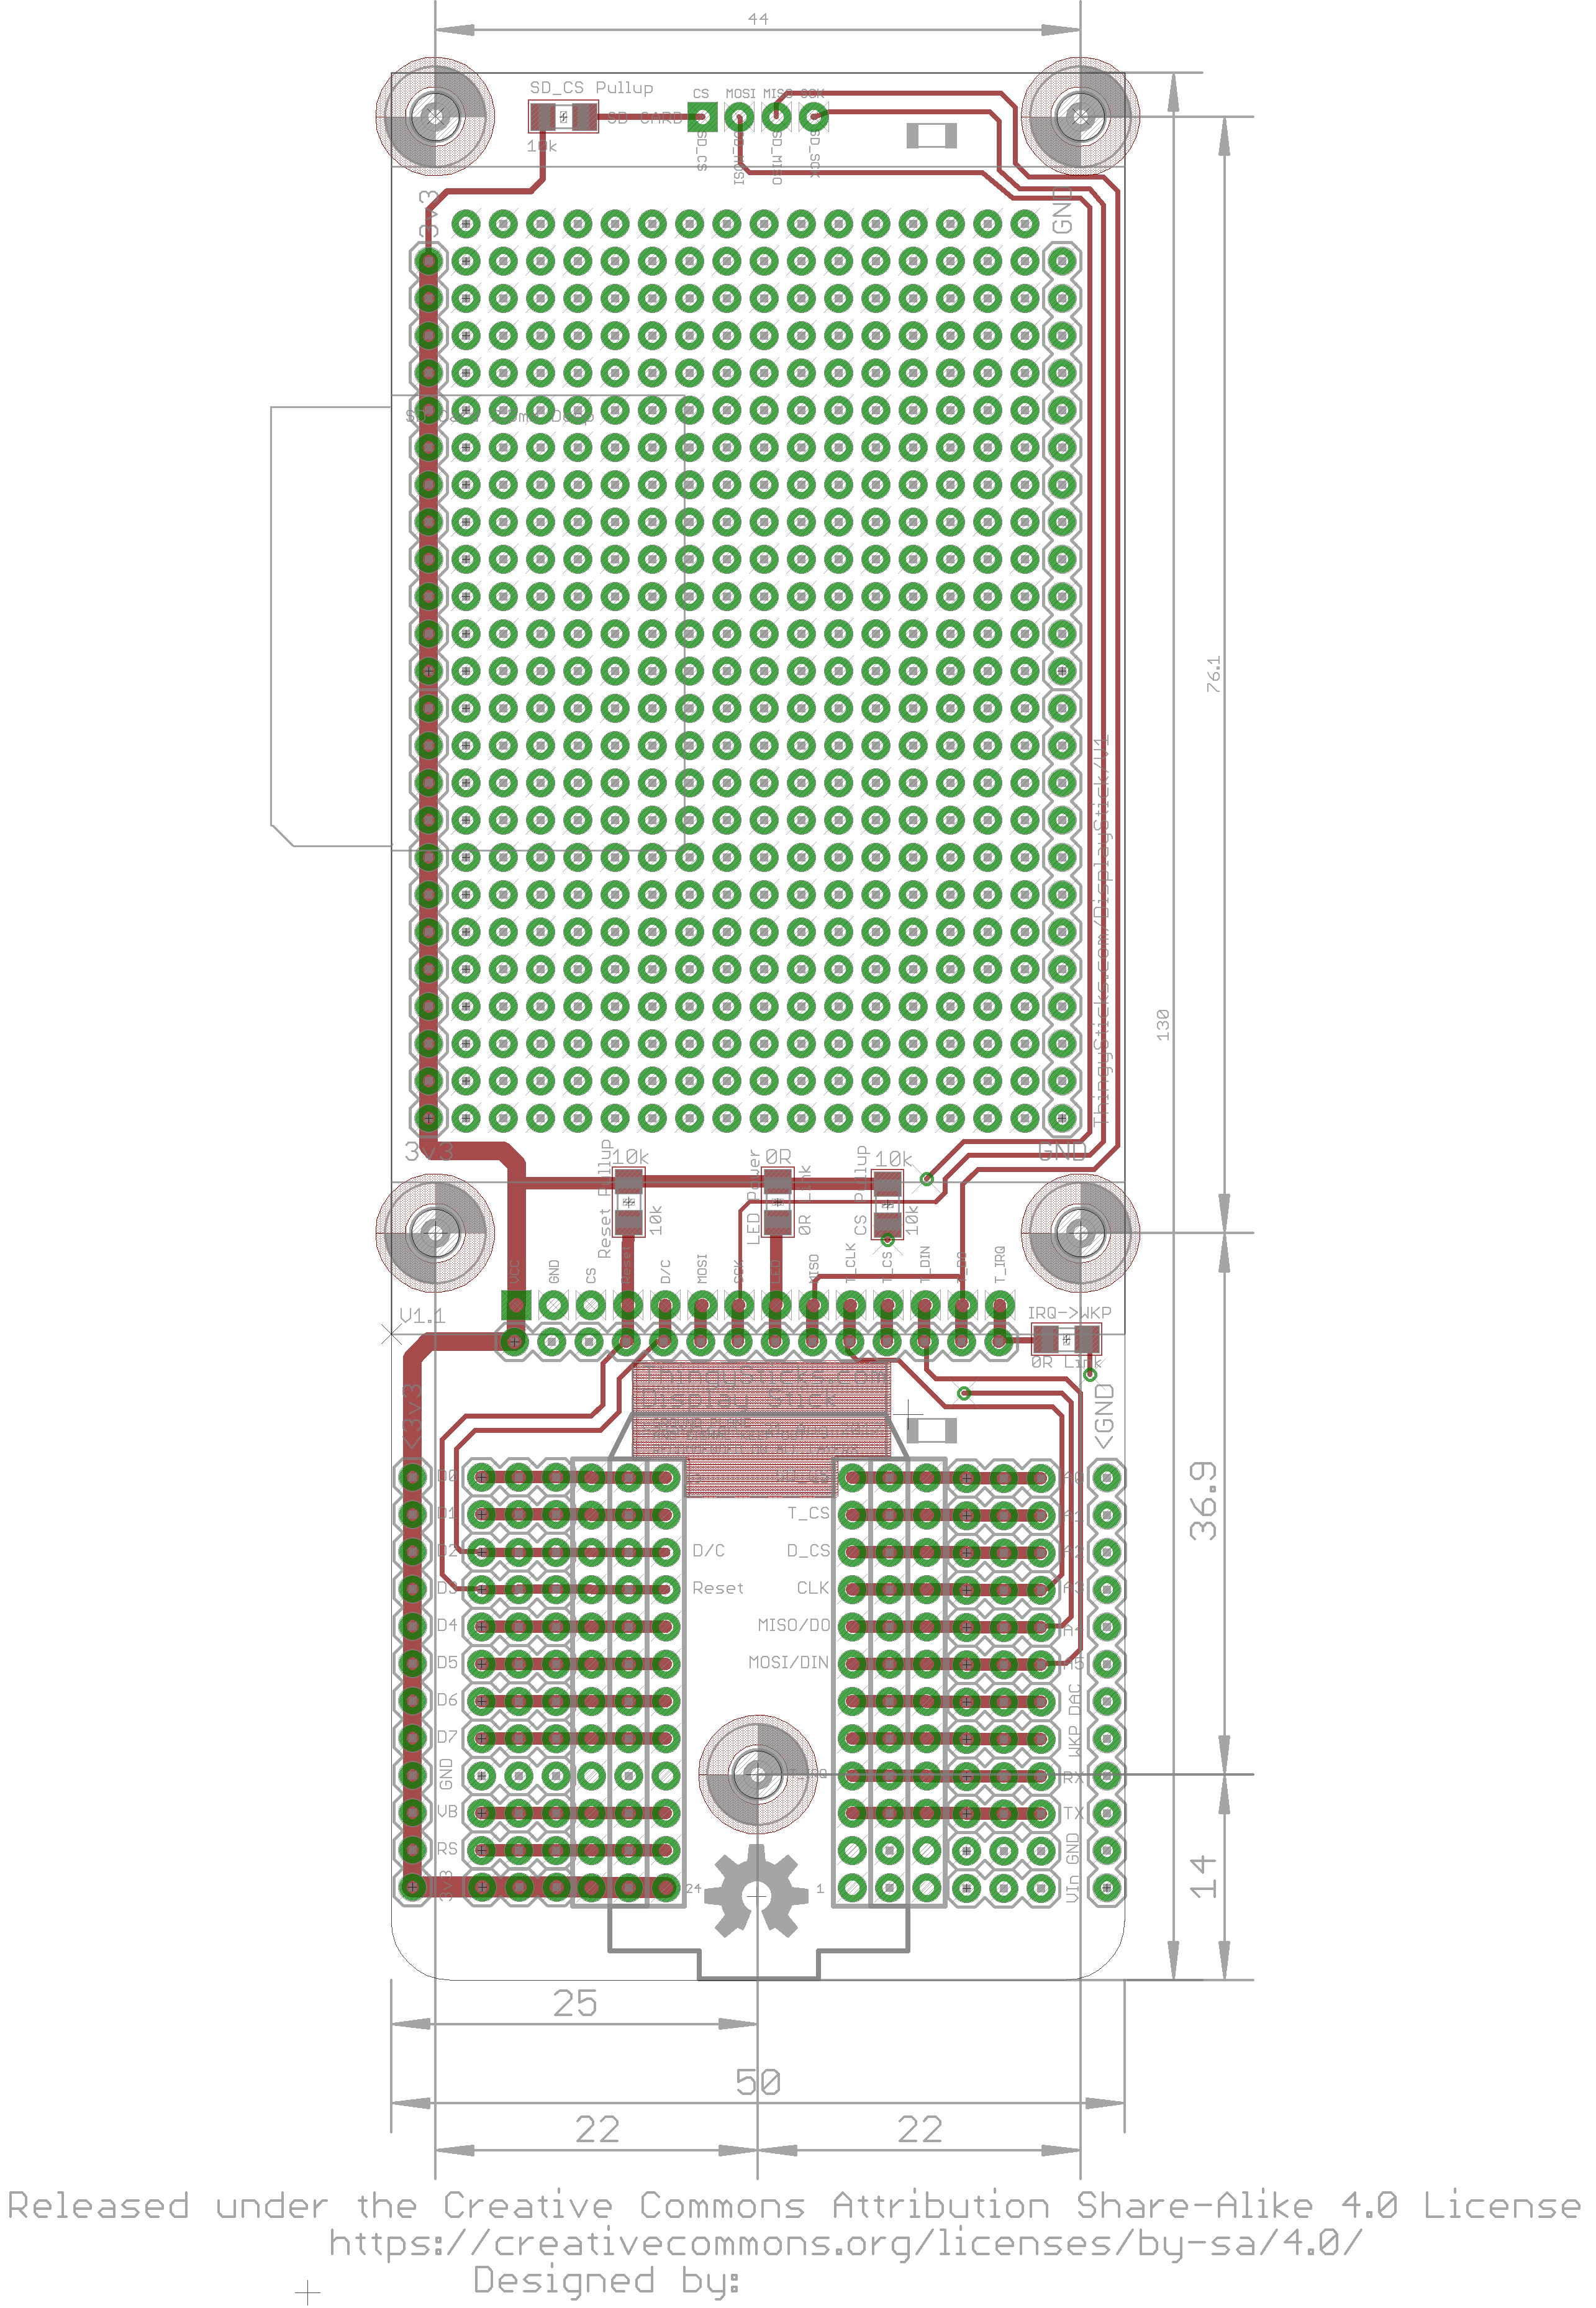 44
SD_CS Pullup
CS MOSI MISO SCK
SD CARD
10k
SD_CS
SD_MOSI
SD_MISO
SD_SCK
3v3
GND
76.1
ThingySticks.com/DisplayStick/V1
130
3v3
GND
Reset Pullup
10k
10k
LED Power
0R
0R Link
CS Pullup
10k
10k
VCC
GND
CS
Reset
D/C
MOSI
SCK
LED
MISO
T_CLK
T_CS
T_DIN
T_IRQ
V1.1
IRQ->WKP
0R Link
ThingySticks.com
Display Stick
<3v3
<GND
36.9
D0
D1
T_CS
D2
D/C
D_CS
D3
Reset
CLK
A3
D4
MISO/DO
A4
D5
MOSI/DIN
A5
D6
DAC
D7
WKP
GND
T_IRQ
RX
VB
TX
RS
GND
3v3
24
1
VIn
14
25
50
22
22
Released under the Creative Commons Attribution Share-Alike 4.0 License
https://creativecommons.org/licenses/by-sa/4.0/
Designed by: